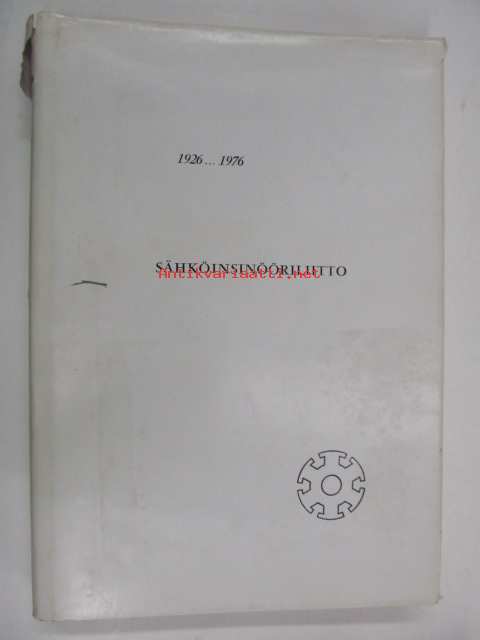 1926 ... 1976
SÄHKÖINSINÖÖRILIITTO
Antikvariaatti.net